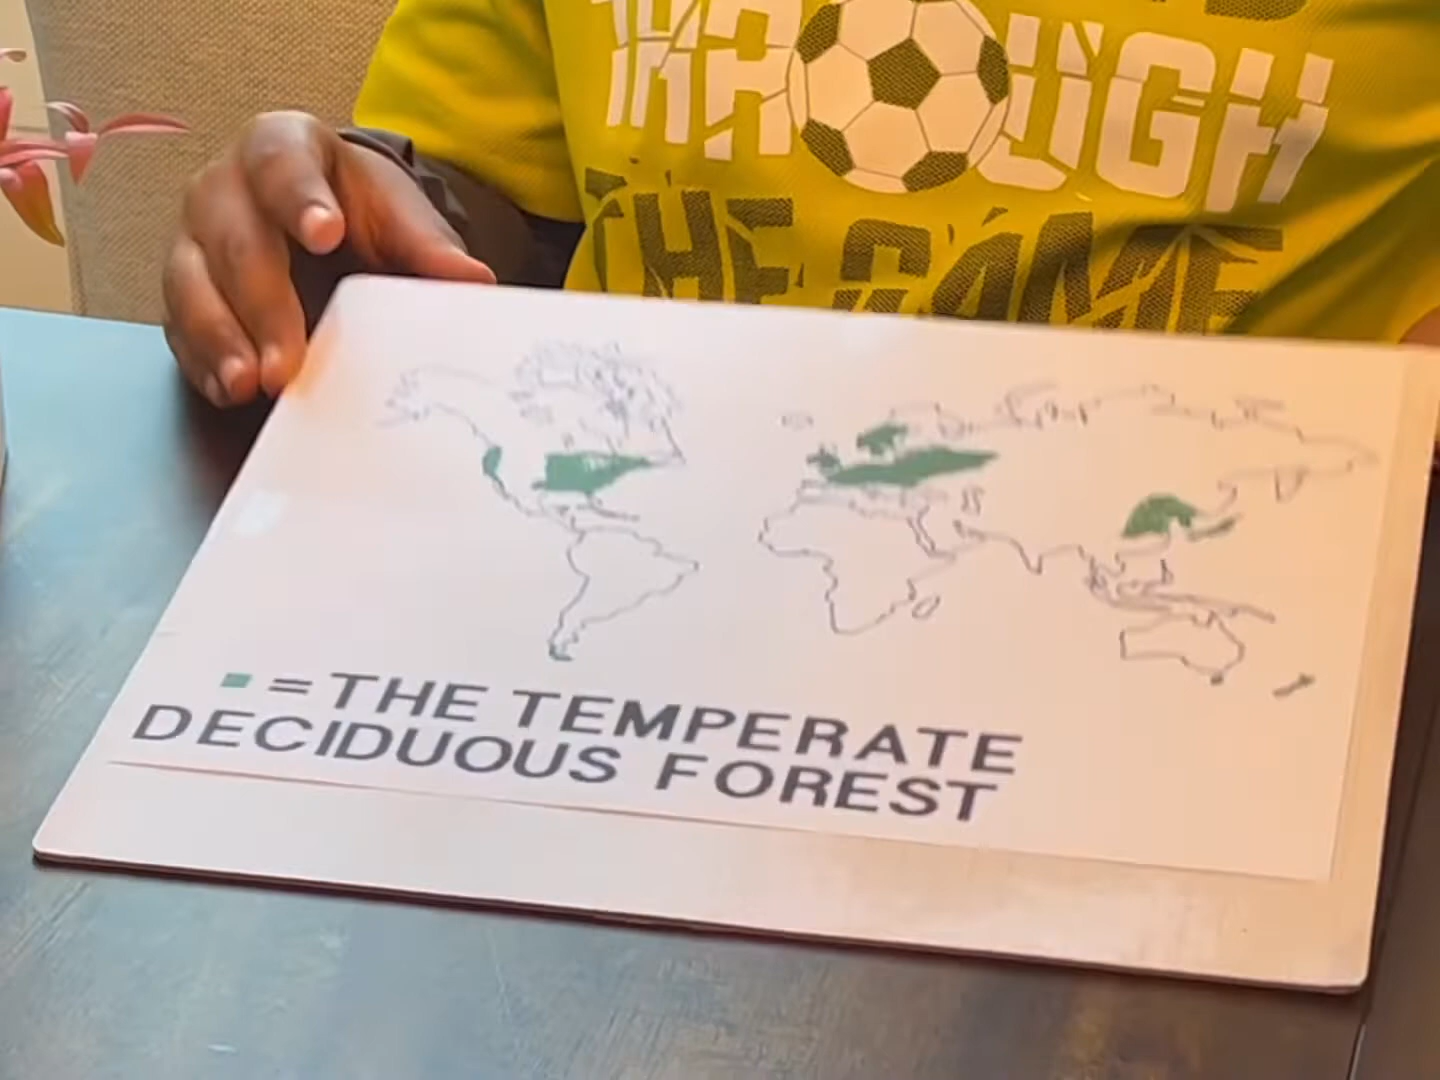 THROUGH
THE GAME
= THE TEMPERATE
DECIDUOUS FOREST